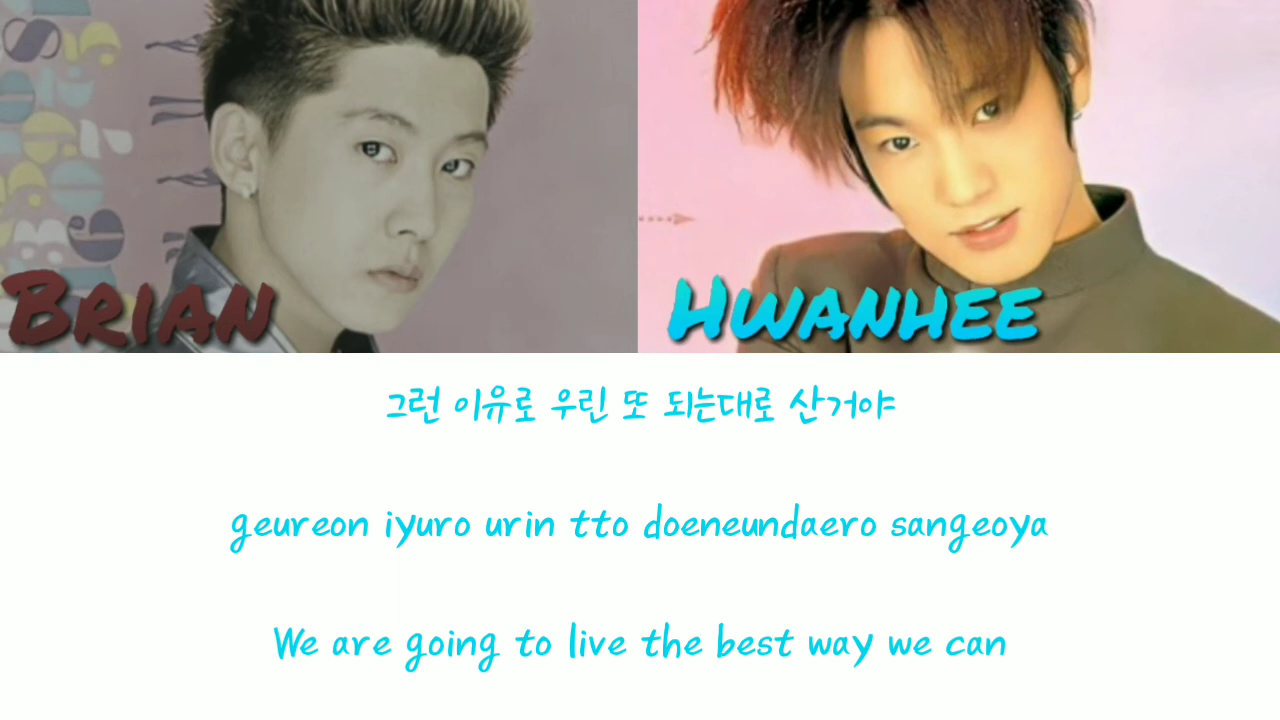 Brian
Hwanhee
그런 이유로 우린 또 되는대로 산거야
geureon iyuro urin tto doeneundaero sangeoya
We are going to live the best way we can